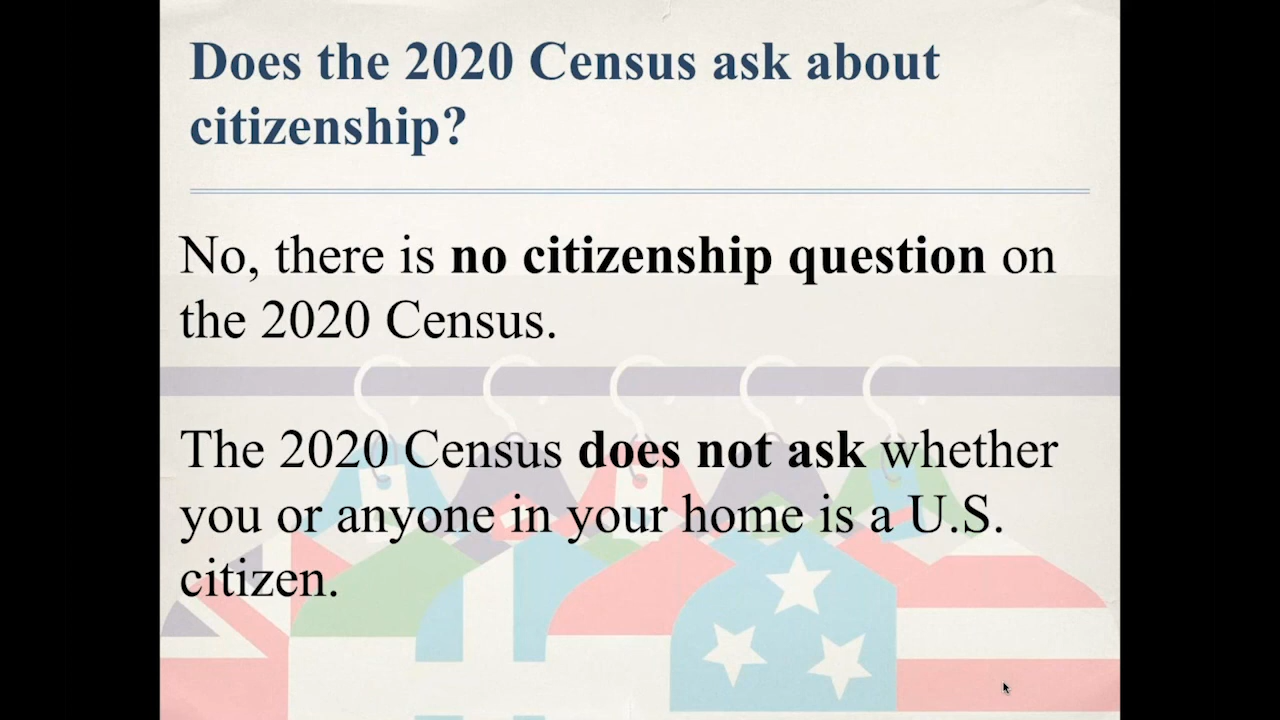 Does the 2020 Census ask about
citizenship?
No, there is no citizenship question on
the 2020 Census.
The 2020 Census does not ask whether
you or anyone in your home is a U.S.
citizen.